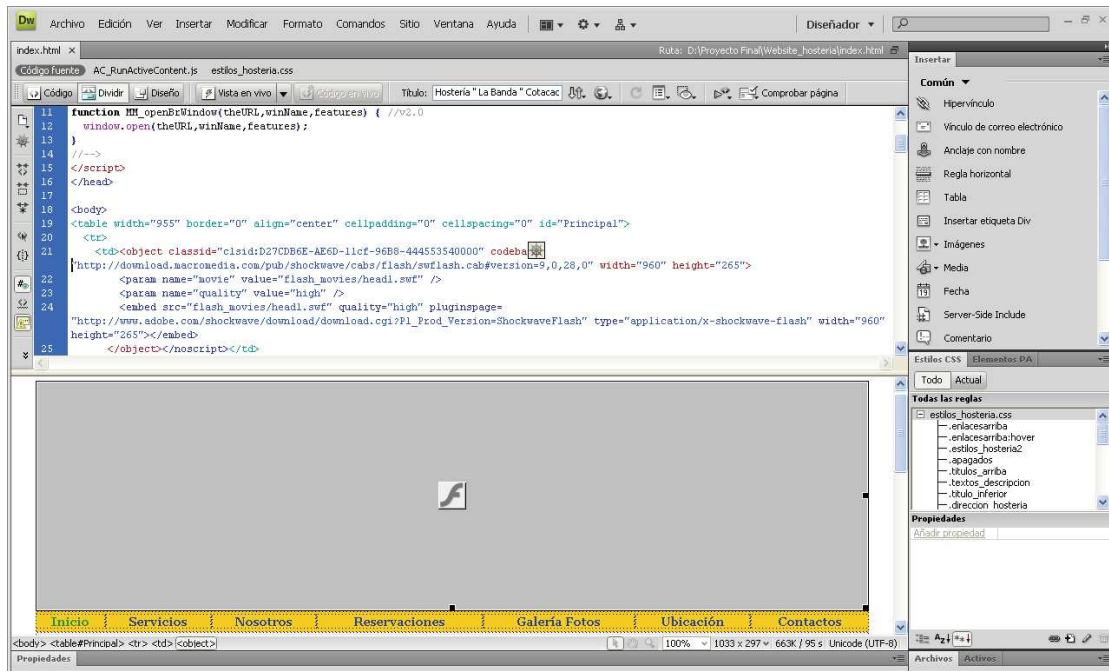 Dw Archivo Edición Ver Insertar Modificar Formato Comandos Sitio Ventana Ayuda Diseñador
index.html Ruta: D:\Proyecto Final\Website_hosteria\index.html
Código fuente AC_RunActiveContent.js estilos_hosteria.css
Código Dividir Diseño Vista en vivo Código en vivo Título: Hostería " La Banda " Cotacac Comprobar página
11 function MM_openBrWindow(theURL,winName,features) { //v2.0
12 window.open(theURL,winName,features);
13 }
14 //-->
15 </script>
16 </head>
17
18 <body>
19 <table width="955" border="0" align="center" cellpadding="0" cellspacing="0" id="Principal">
20 <tr>
21 <td><object classid="clsid:D27CDB6E-AE6D-11cf-96B8-444553540000" codeba
"http://download.macromedia.com/pub/shockwave/cabs/flash/swflash.cab#version=9,0,28,0" width="960" height="265">
22 <param name="movie" value="flash_movies/head1.swf" />
23 <param name="quality" value="high" />
24 <embed src="flash_movies/head1.swf" quality="high" pluginspage=
"http://www.adobe.com/shockwave/download/download.cgi?P1_Prod_Version=ShockwaveFlash" type="application/x-shockwave-flash" width="960"
height="265"></embed>
25 </object></noscript></td>
Inicio Servicios Nosotros Reservaciones Galería Fotos Ubicación Contactos
<body> <table#Principal> <tr> <td> <object> 100% 1033 x 297 663K / 95 s Unicode (UTF-8)
Propiedades
Insertar
Común
Hipervínculo
Vínculo de correo electrónico
Anclaje con nombre
Regla horizontal
Tabla
Insertar etiqueta Div
Imágenes
Media
19 Fecha
Server-Side Include
Comentario
Estilos CSS Elementos PA
Todo Actual
Todas las reglas
estilos_hosteria.css
.enlacesarriba
.enlacesarriba:hover
.estilos_hosteria2
.apagados
.titulos_arriba
.textos_descripcion
.titulo_inferior
.direccion_hosteria
Propiedades
Añadir propiedad
Archivos Activos